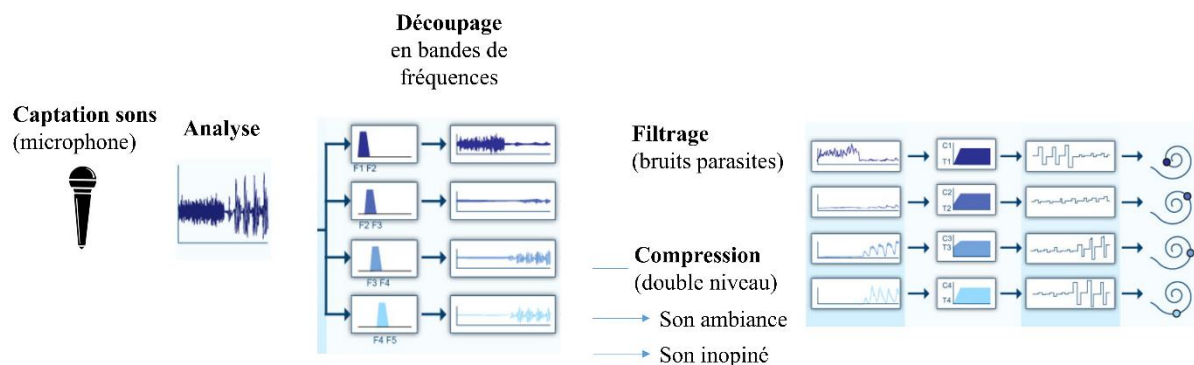 Découpage
en bandes de
fréquences
Captation sons
(microphone)
Analyse
F1 F2
F2 F3
F3 F4
F4 F5
Filtrage
(bruits parasites)
Compression
(double niveau)
Son ambiance
Son inopiné
C1
T1
C2
T2
C3
T3
C4
T4